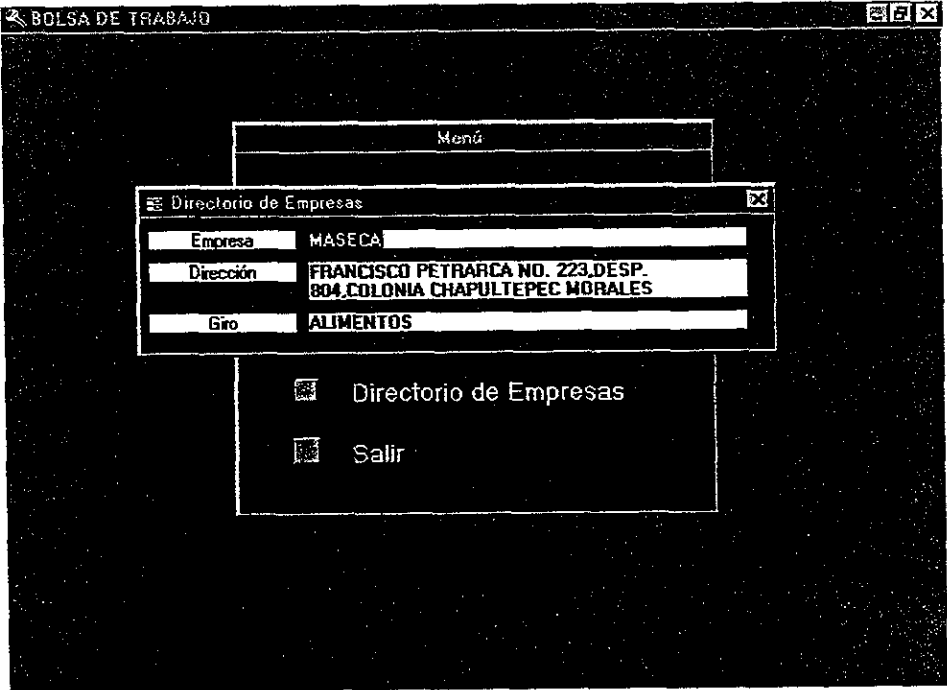 BOLSA DE TRABAJO
Menú
Directorio de Empresas
Empresa MASECA
Dirección FRANCISCO PETRARCA NO. 223,DESP.
804,COLONIA CHAPULTEPEC MORALES
Giro ALIMENTOS
Directorio de Empresas
Salir